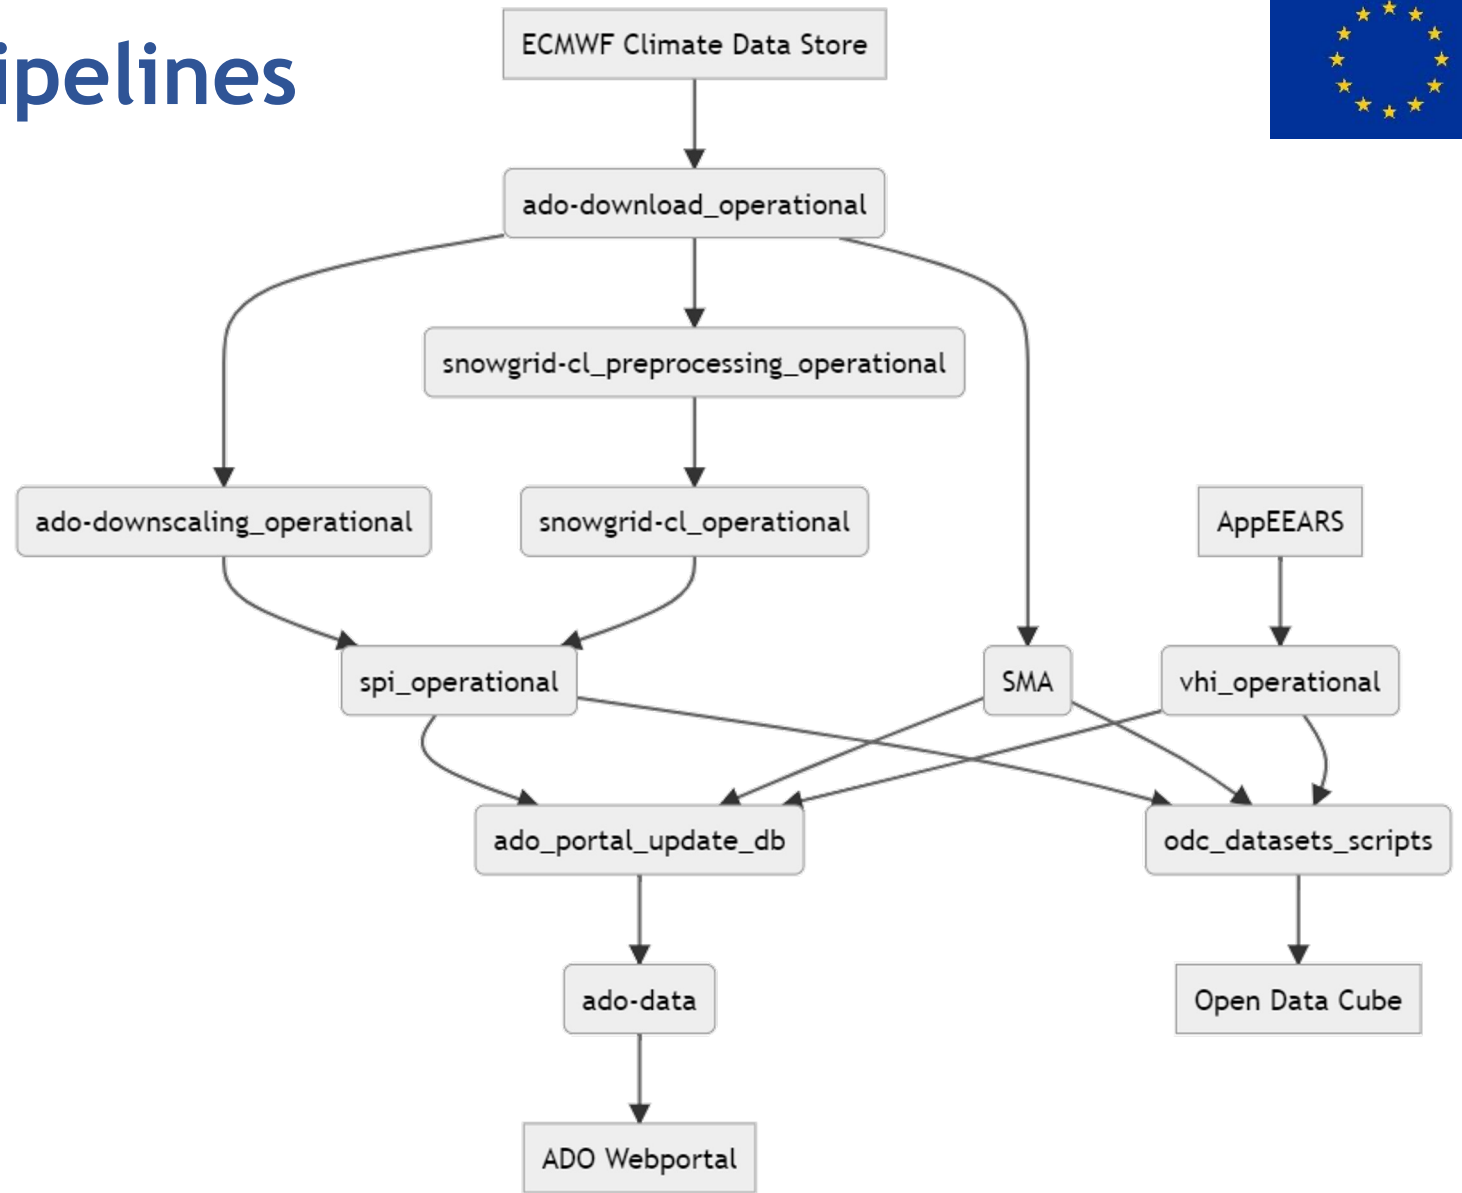 ipelines
ECMWF Climate Data Store
ado-download_operational
snowgrid-cl_preprocessing_operational
ado-downscaling_operational
snowgrid-cl_operational
AppEEARS
spi_operational
SMA
vhi_operational
ado_portal_update_db
odc_datasets_scripts
ado-data
Open Data Cube
ADO Webportal